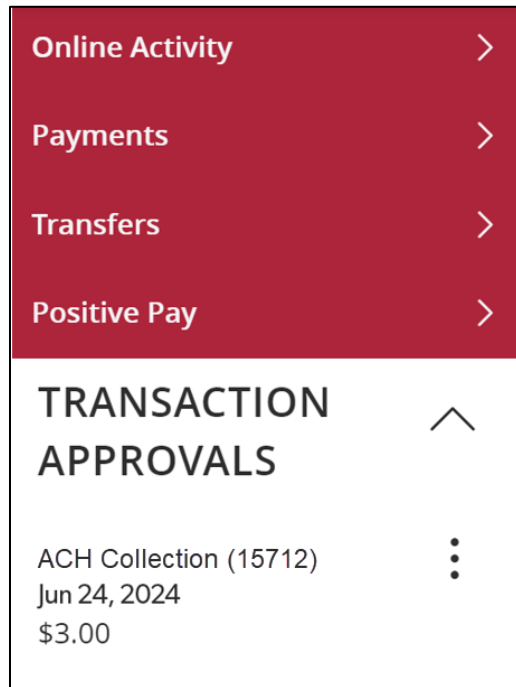 Online Activity
Payments
Transfers
Positive Pay
TRANSACTION
APPROVALS
ACH Collection (15712)
Jun 24, 2024
$3.00